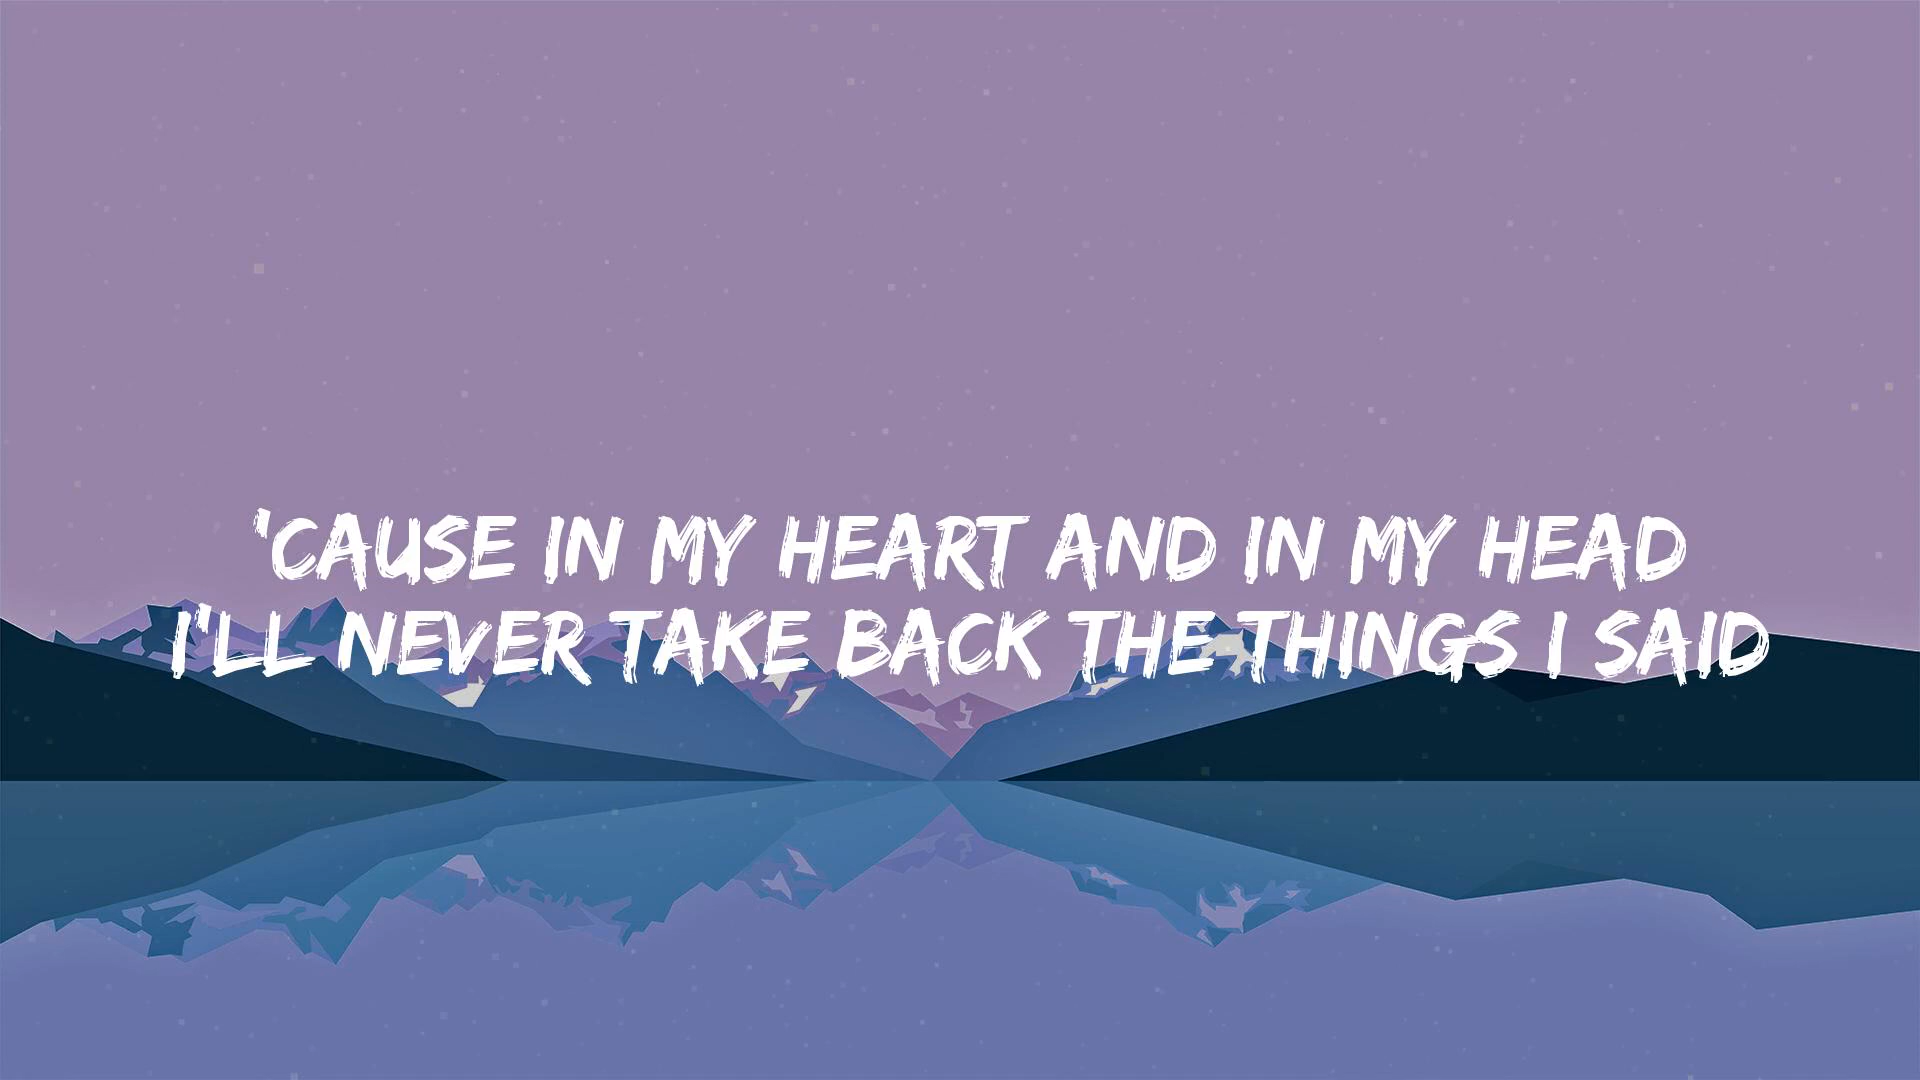 'CAUSE IN MY HEART AND IN MY HEAD
I'LL NEVER TAKE BACK THE THINGS I SAID